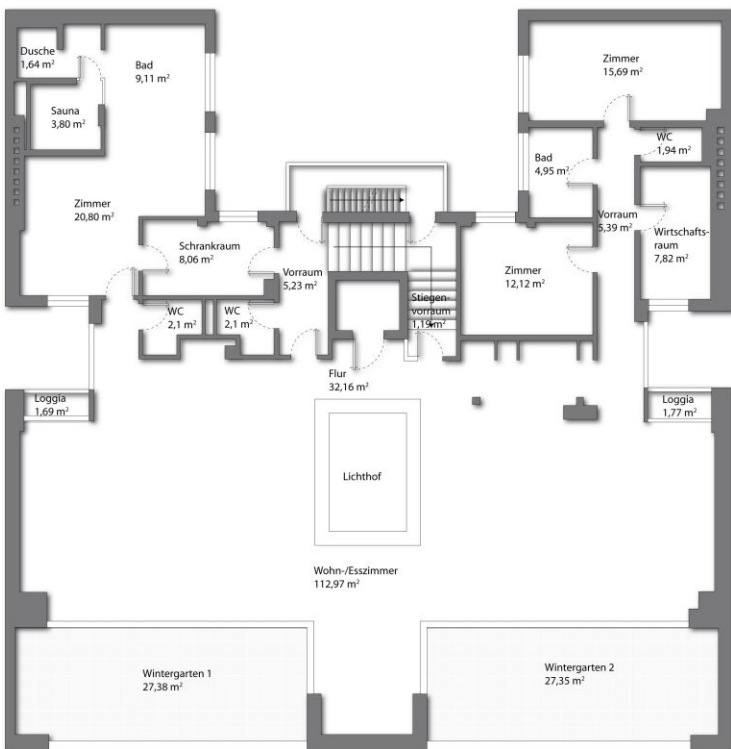 Dusche
1,64 m²
Bad
9,11 m²
Sauna
3,80 m²
Zimmer
20,80 m²
Schrankraum
8,06 m²
Vorraum
5,23 m²
WC
2,1 m²
WC
2,1 m²
Loggia
1,69 m²
Flur
32,16 m²
Stiegen-
vorraum
1,19 m²
Zimmer
15,69 m²
WC
1,94 m²
Bad
4,95 m²
Vorraum
5,39 m²
Wirtschafts-
raum
7,82 m²
Zimmer
12,12 m²
Loggia
1,77 m²
Lichthof
Wohn-/Esszimmer
112,97 m²
Wintergarten 1
27,38 m²
Wintergarten 2
27,35 m²